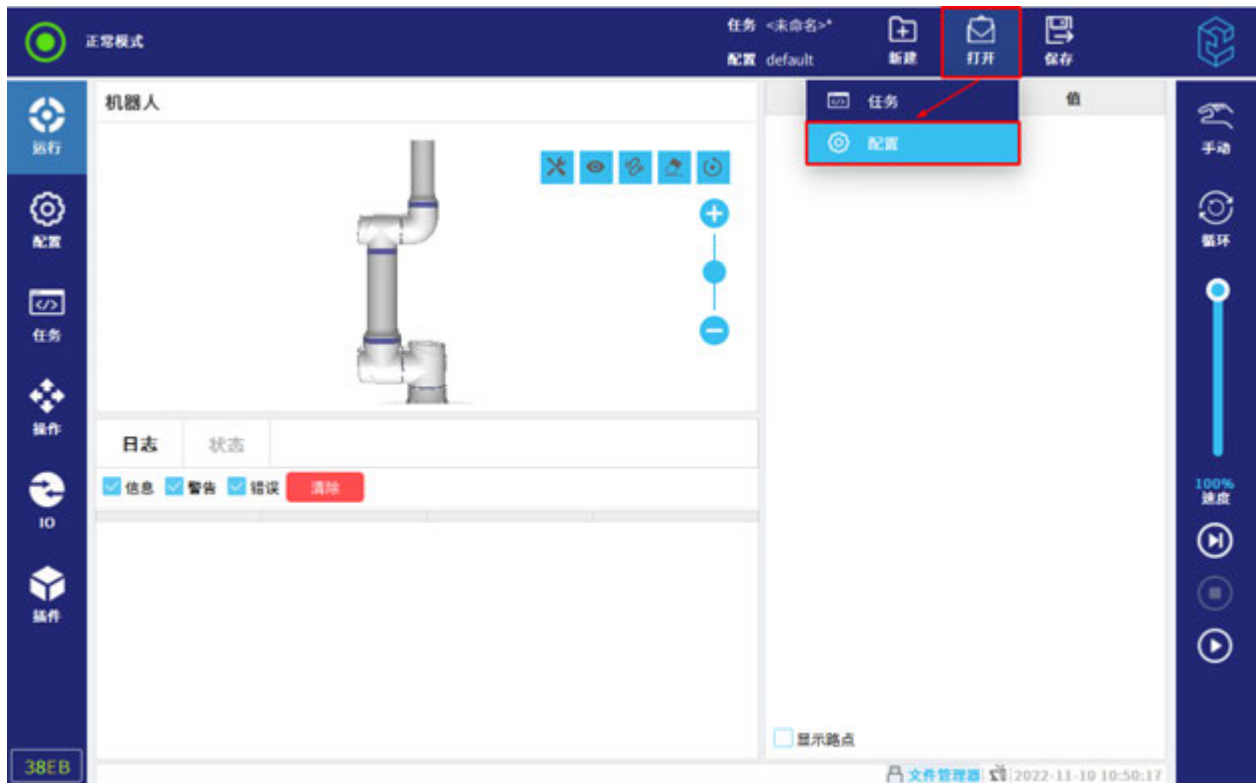 正常模式
任务 <未命名>*
配置 default
新建
打开
保存
运行
配置
任务
操作
IO
插件
38EB
机器人
任务
配置
值
日志
状态
信息
警告
错误
清除
显示路点
手动
循环
100%
速度
文件管理器
2022-11-10 10:50:17